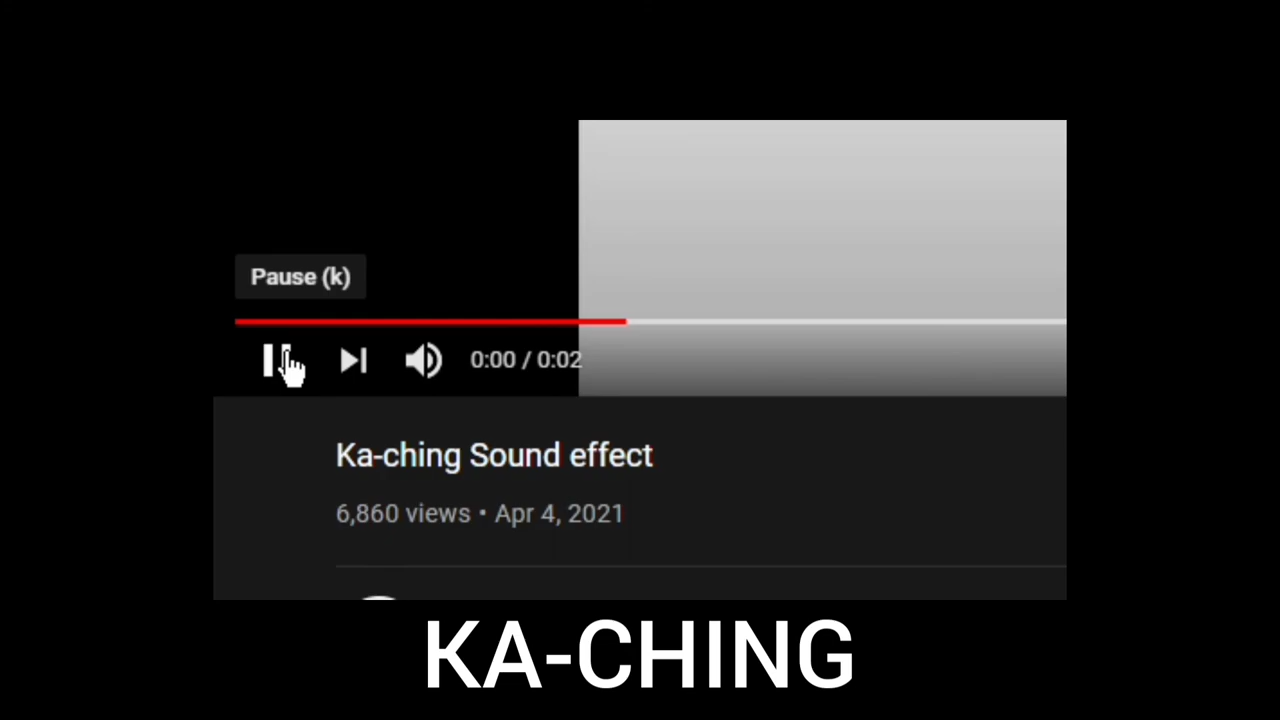 Pause (k)
0:00 / 0:02
Ka-ching Sound effect
6,860 views • Apr 4, 2021
KA-CHING